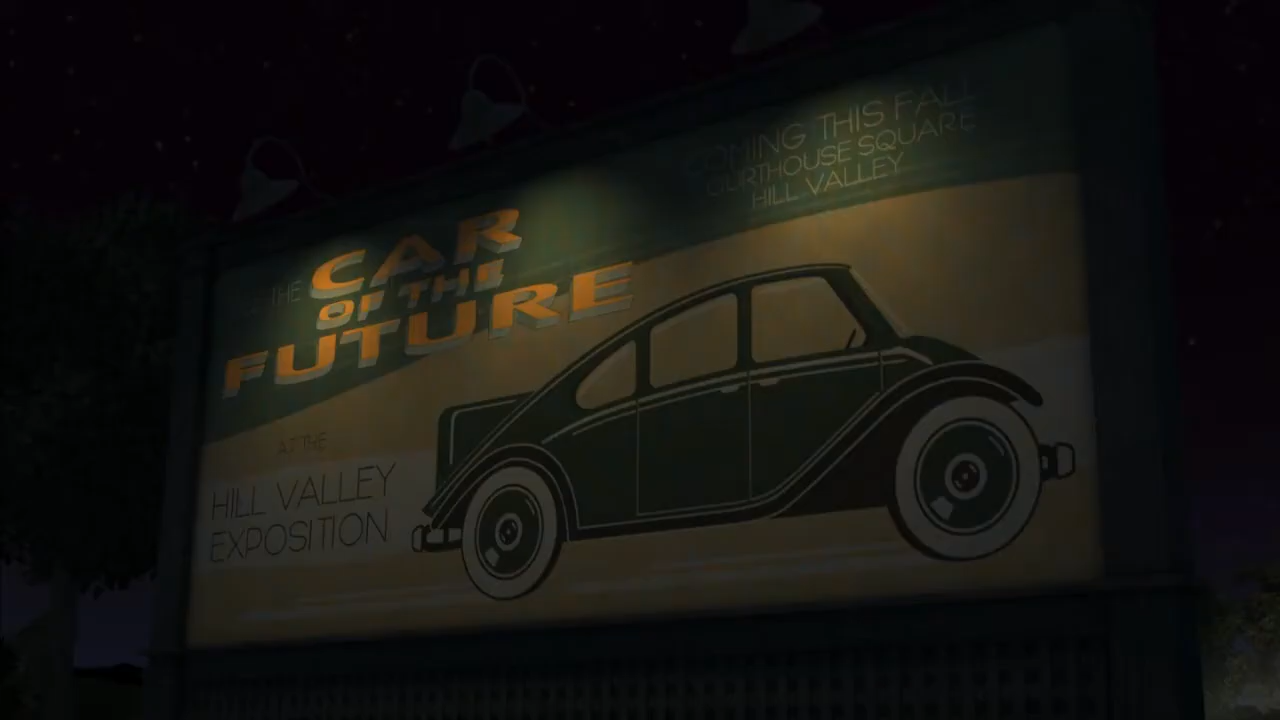 THE CAR
OF THE
FUTURE
COMING THIS FALL
COURTHOUSE SQUARE
HILL VALLEY
AT THE
HILL VALLEY
EXPOSITION